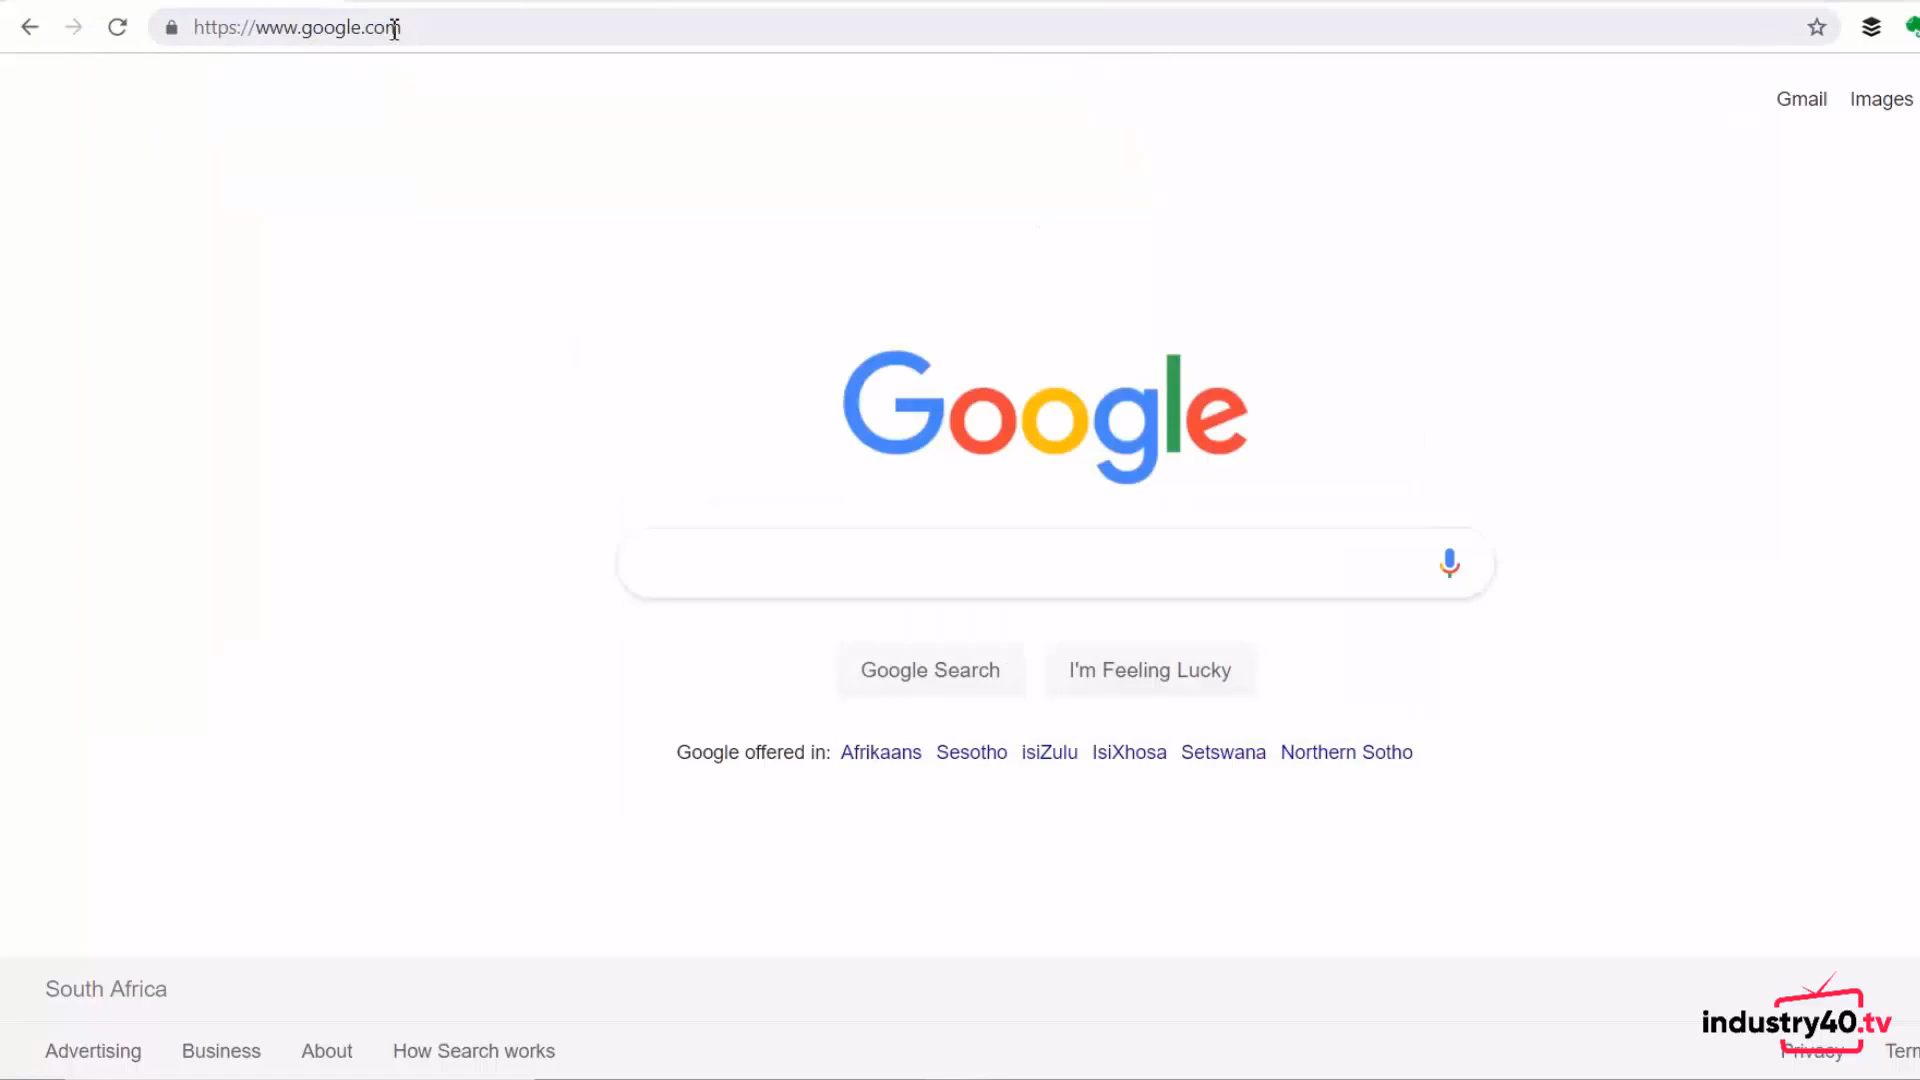 https://www.google.com
Gmail Images
Google
Google Search I'm Feeling Lucky
Google offered in: Afrikaans Sesotho isiZulu IsiXhosa Setswana Northern Sotho
South Africa
industry40.tv
Advertising Business About How Search works Privacy